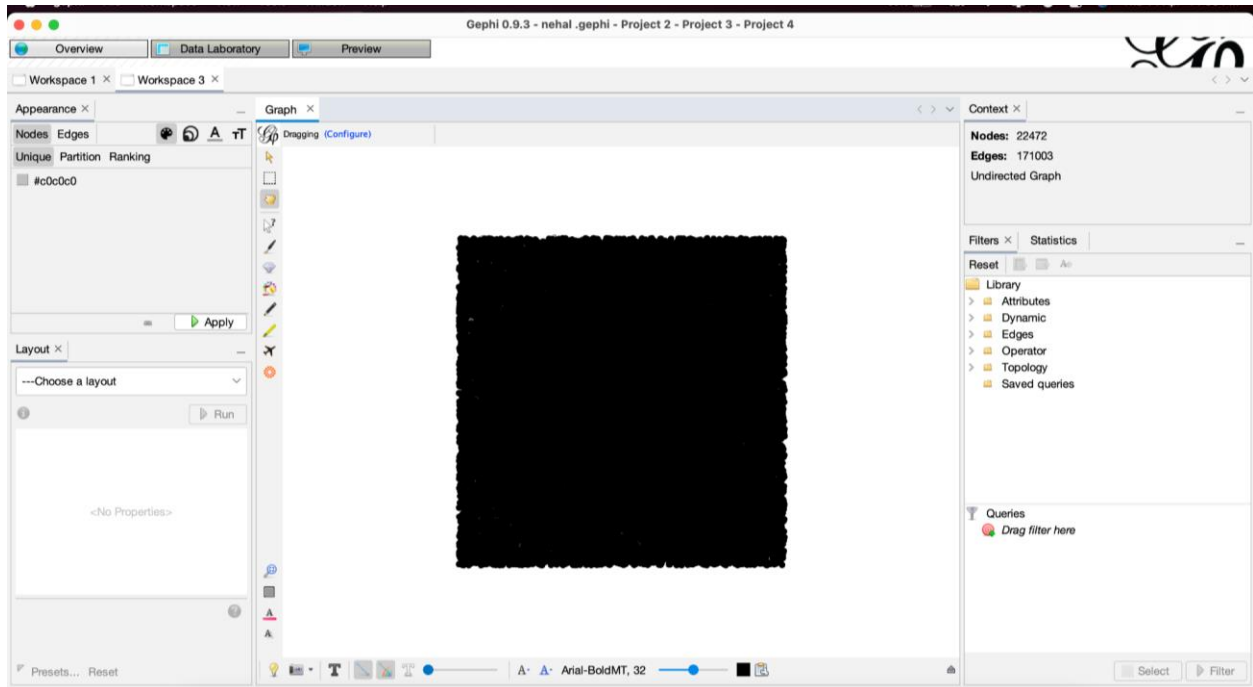 Gephi 0.9.3 - nehal .gephi - Project 2 - Project 3 - Project 4
Overview Data Laboratory Preview
Workspace 1 Workspace 3
Appearance
Nodes Edges
Unique Partition Ranking
#c0c0c0
Apply
Layout
---Choose a layout
Run
<No Properties>
Presets... Reset
Graph
Dragging (Configure)
Arial-BoldMT, 32
Context
Nodes: 22472
Edges: 171003
Undirected Graph
Filters Statistics
Reset
Library
Attributes
Dynamic
Edges
Operator
Topology
Saved queries
Queries
Drag filter here
Select Filter